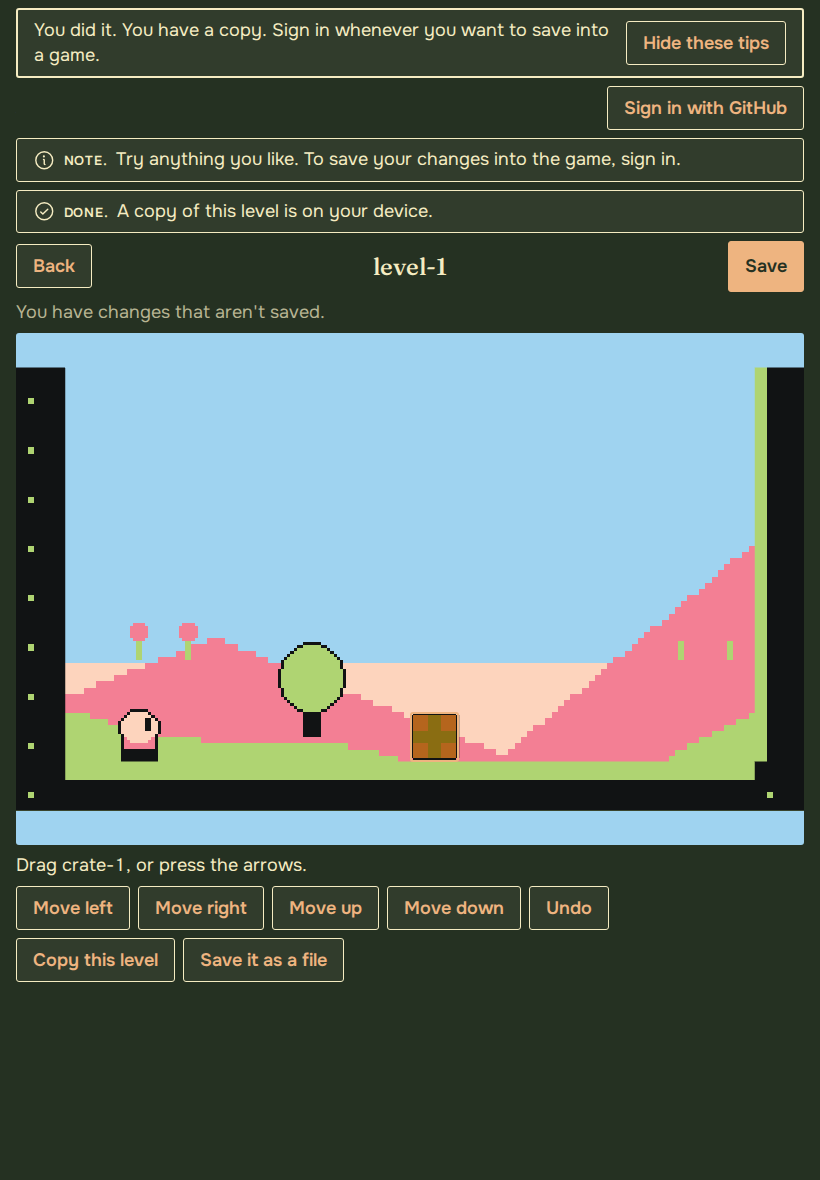 You did it. You have a copy. Sign in whenever you want to save into
a game.
Hide these tips
Sign in with GitHub
NOTE. Try anything you like. To save your changes into the game, sign in.
DONE. A copy of this level is on your device.
Back
level-1
Save
You have changes that aren't saved.
Drag crate-1, or press the arrows.
Move left
Move right
Move up
Move down
Undo
Copy this level
Save it as a file